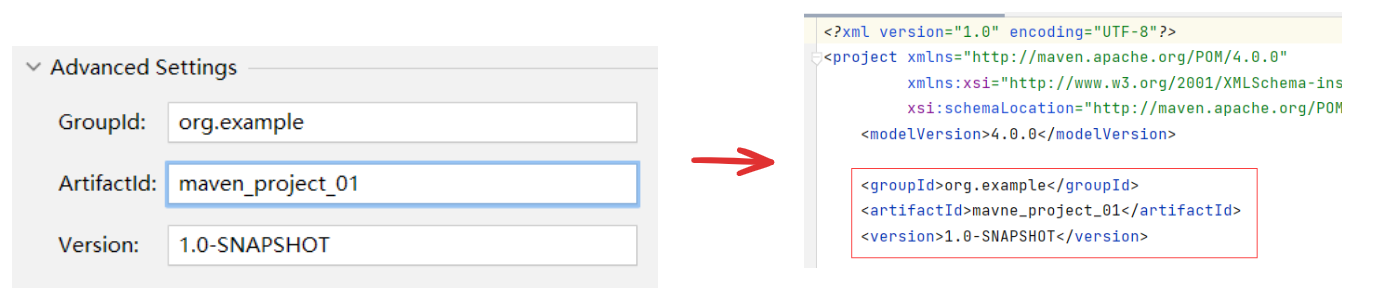 Advanced Settings
GroupId: org.example
ArtifactId: maven_project_01
Version: 1.0-SNAPSHOT
<?xml version="1.0" encoding="UTF-8"?>
<project xmlns="http://maven.apache.org/POM/4.0.0"
xmlns:xsi="http://www.w3.org/2001/XMLSchema-ins
xsi:schemaLocation="http://maven.apache.org/POM
<modelVersion>4.0.0</modelVersion>
<groupId>org.example</groupId>
<artifactId>mavne_project_01</artifactId>
<version>1.0-SNAPSHOT</version>